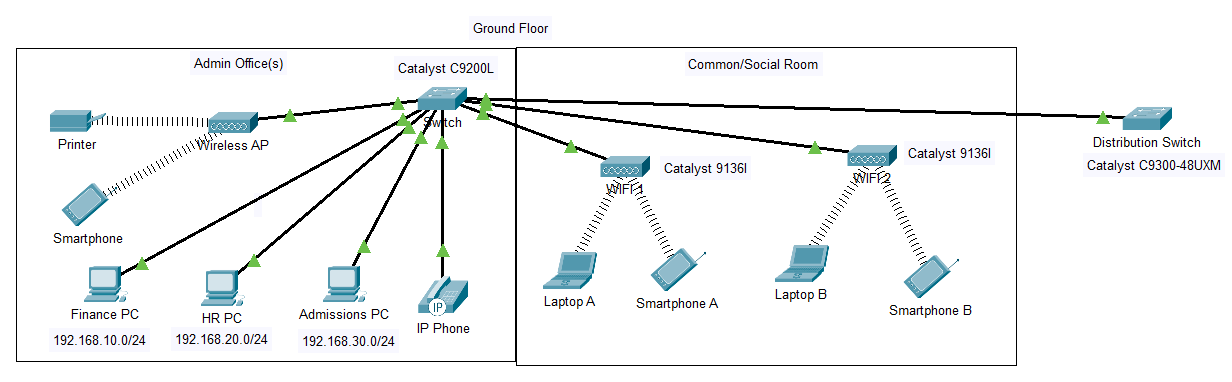 Ground Floor
Admin Office(s)
Catalyst C9200L
Common/Social Room
Switch
Printer
Wireless AP
Distribution Switch
Catalyst C9300-48UXM
Catalyst 9136I
Catalyst 9136I
WIFI 1
WIFI 2
Smartphone
Laptop A
Smartphone A
Laptop B
Smartphone B
IP
Finance PC
HR PC
Admissions PC
IP Phone
192.168.10.0/24
192.168.20.0/24
192.168.30.0/24